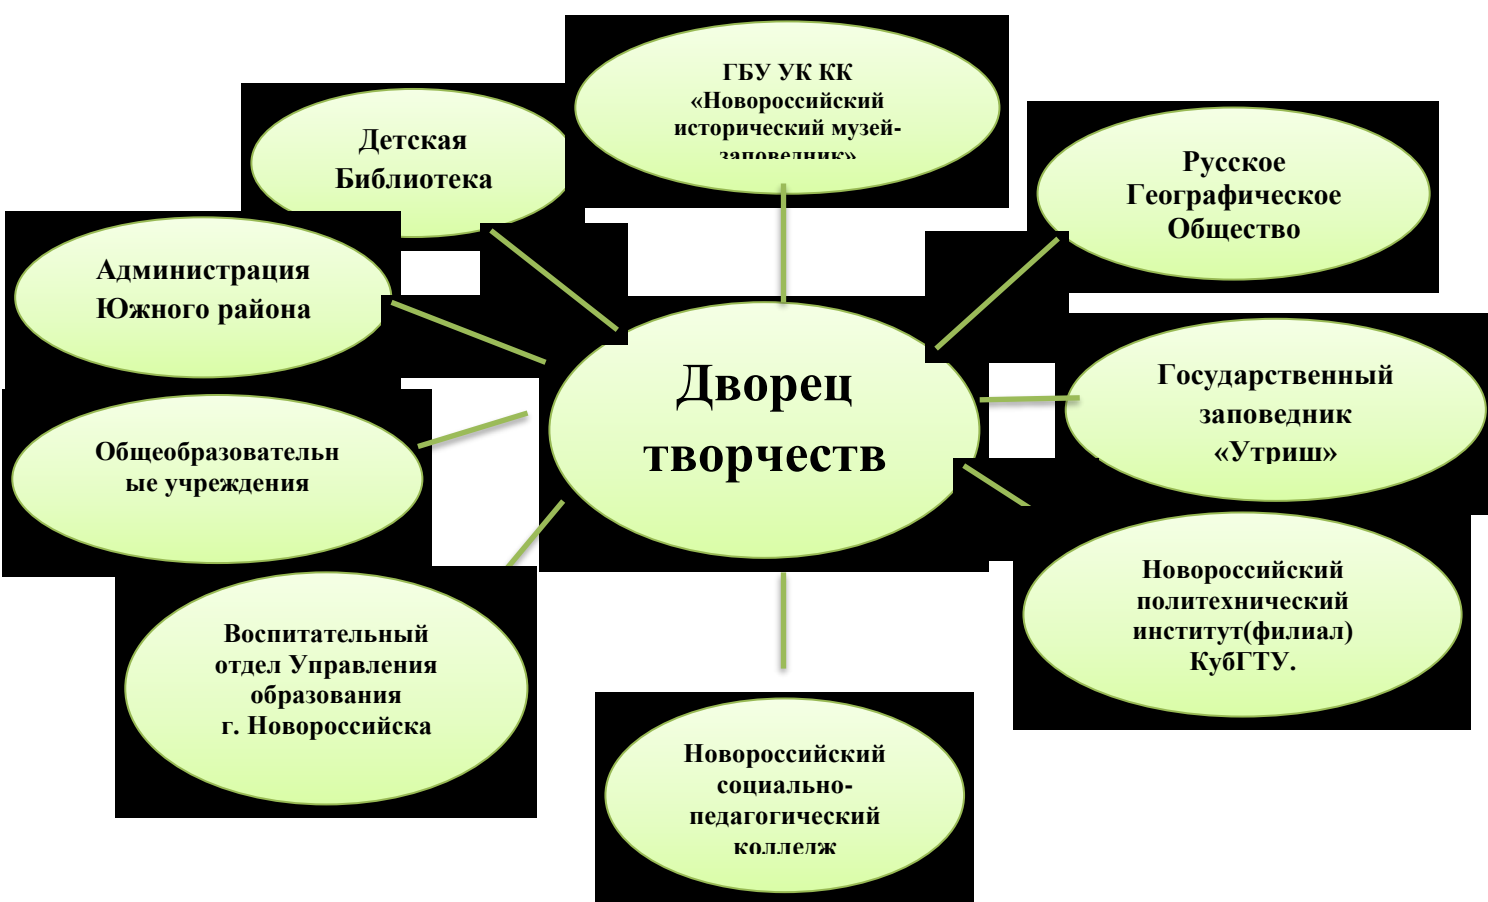 ГБУ УК КК
«Новороссийский
исторический музей-
заповедник»
Детская
Библиотека
Русское
Географическое
Общество
Администрация
Южного района
Дворец
творчеств
Государственный
заповедник
«Утриш»
Общеобразовательн
ые учреждения
Новороссийский
политехнический
институт(филиал)
КубГТУ.
Воспитательный
отдел Управления
образования
г. Новороссийска
Новороссийский
социально-
педагогический
колледж